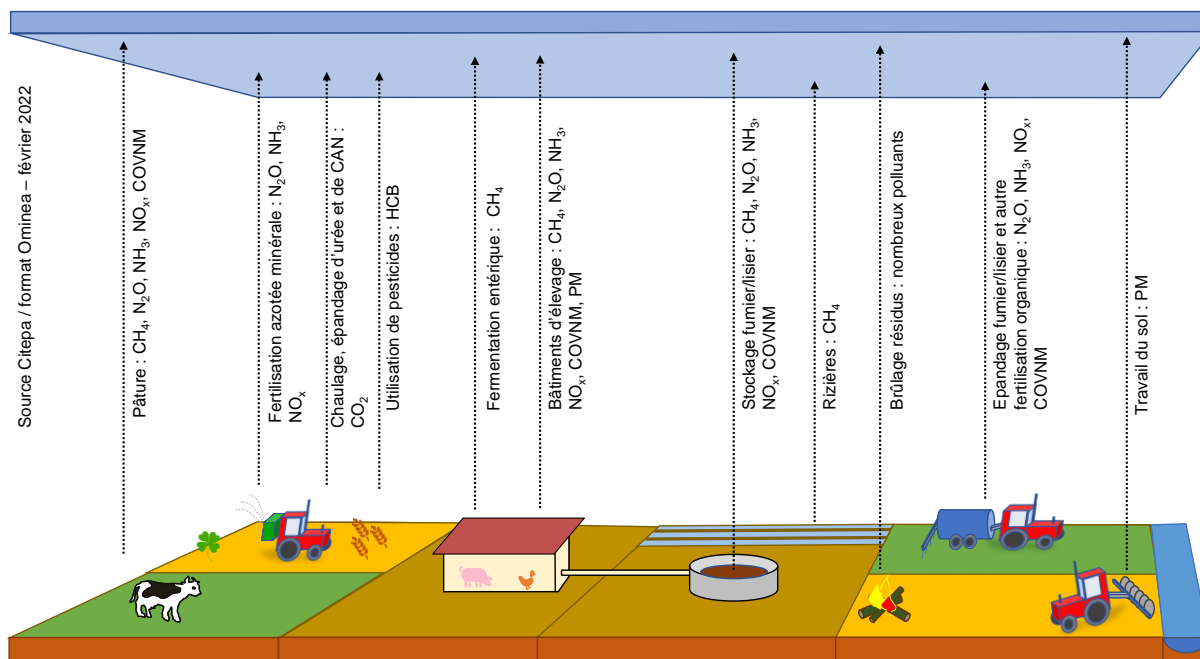 Source Citepa / format Ominea – février 2022
Pâture : CH₄, N₂O, NH₃, NOₓ, COVNM
Fertilisation azotée minérale : N₂O, NH₃,
NOₓ
Chaulage, épandage d'urée et de CAN :
CO₂
Utilisation de pesticides : HCB
Fermentation entérique : CH₄
Bâtiments d'élevage : CH₄, N₂O, NH₃,
NOₓ, COVNM, PM
Stockage fumier/lisier : CH₄, N₂O, NH₃,
NOₓ, COVNM
Rizières : CH₄
Brûlage résidus : nombreux polluants
Epandage fumier/lisier et autre
fertilisation organique : N₂O, NH₃, NOₓ,
COVNM
Travail du sol : PM